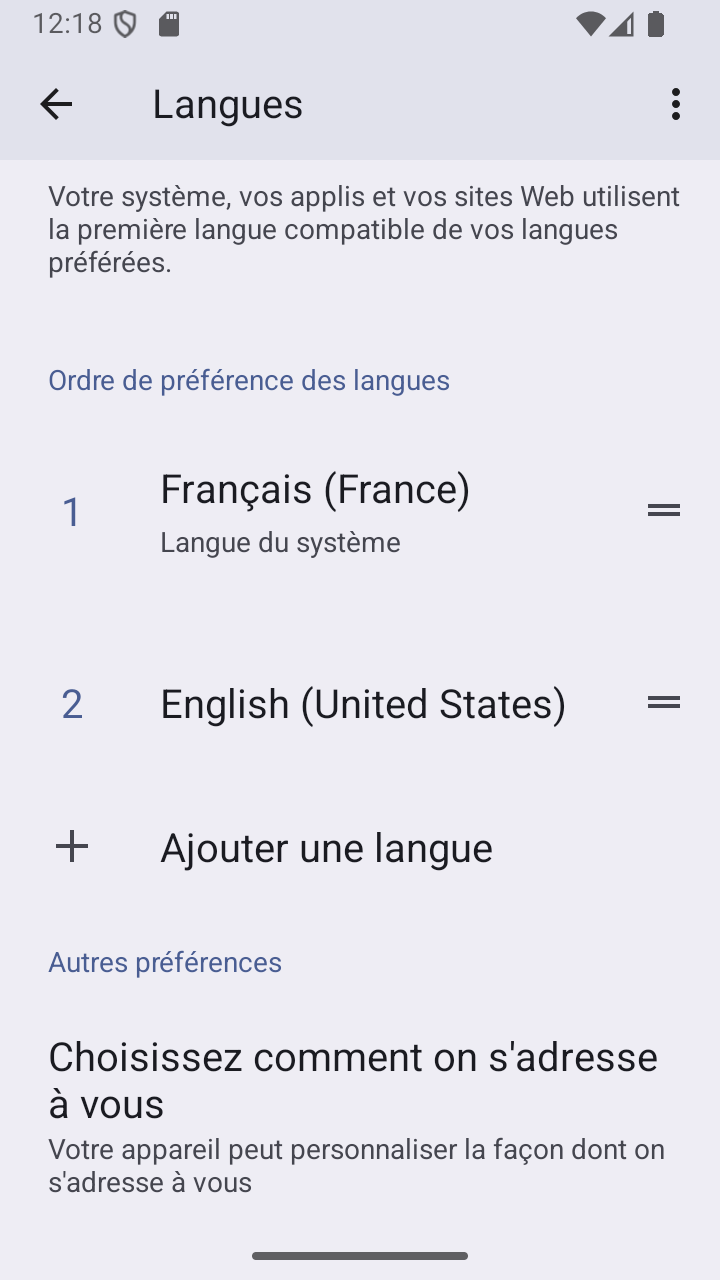 12:18
Langues
Votre système, vos applis et vos sites Web utilisent
la première langue compatible de vos langues
préférées.
Ordre de préférence des langues
1
Français (France)
Langue du système
2
English (United States)
Ajouter une langue
Autres préférences
Choisissez comment on s'adresse
à vous
Votre appareil peut personnaliser la façon dont on
s'adresse à vous